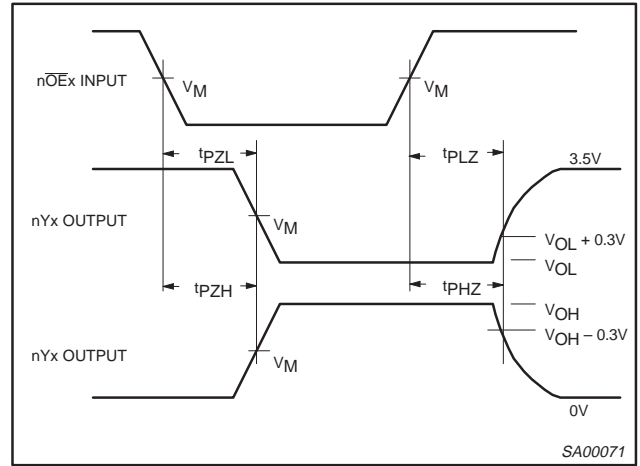 nO̅E̅x INPUT
VM
VM
tPZL
tPLZ
3.5V
nYx OUTPUT
VM
VOL + 0.3V
VOL
tPZH
tPHZ
VOH
VOH – 0.3V
nYx OUTPUT
VM
0V
SA00071